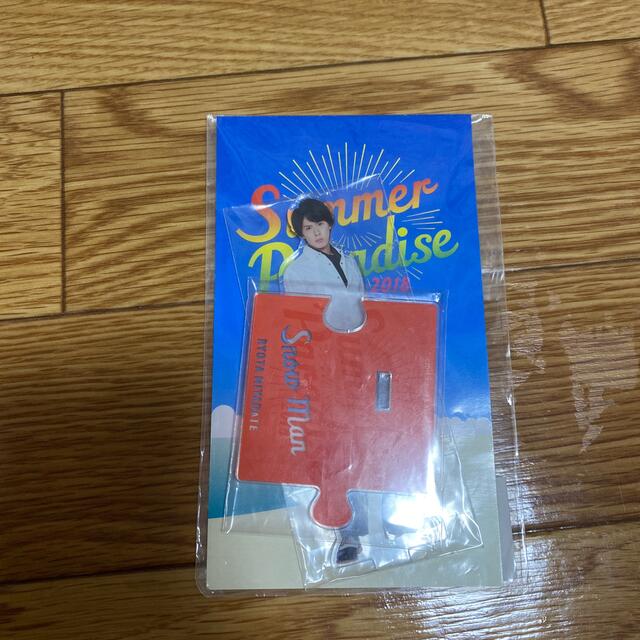 Summer
Paradise
2018
Snow Man
RYOTA MIYADATE